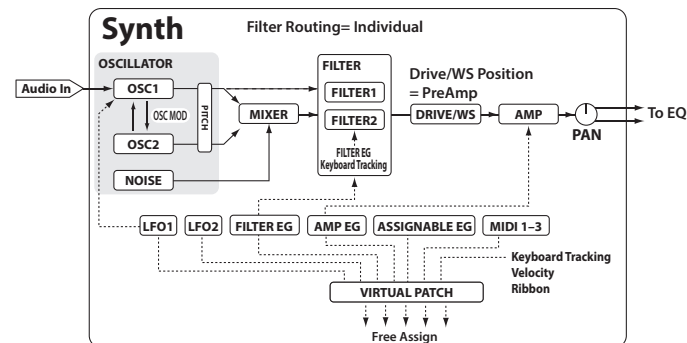 Synth
Filter Routing= Individual
OSCILLATOR
FILTER
Audio In
OSC1
PITCH
OSC MOD
OSC2
NOISE
MIXER
FILTER1
FILTER2
FILTER EG
Keyboard Tracking
Drive/WS Position
= PreAmp
DRIVE/WS
AMP
PAN
To EQ
LFO1
LFO2
FILTER EG
AMP EG
ASSIGNABLE EG
MIDI 1–3
Keyboard Tracking
Velocity
Ribbon
VIRTUAL PATCH
Free Assign